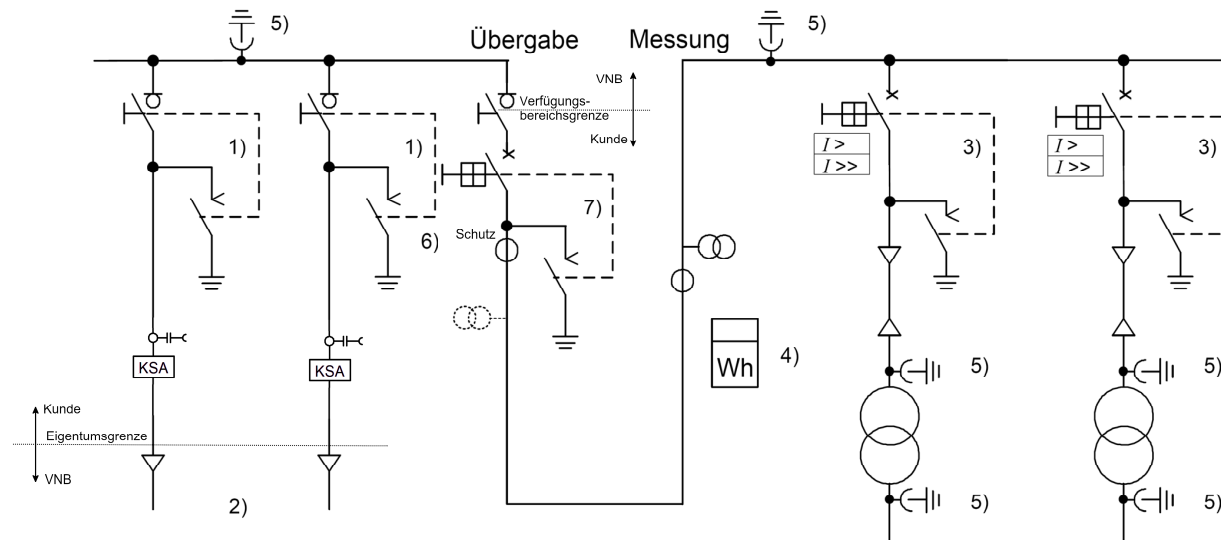 5)
Übergabe
Messung
5)
VNB
Verfügungs-
bereichsgrenze
Kunde
1)
1)
I >
I >>
3)
I >
I >>
3)
7)
6)
Schutz
4)
Wh
KSA
KSA
5)
5)
Kunde
Eigentumsgrenze
VNB
2)
5)
5)